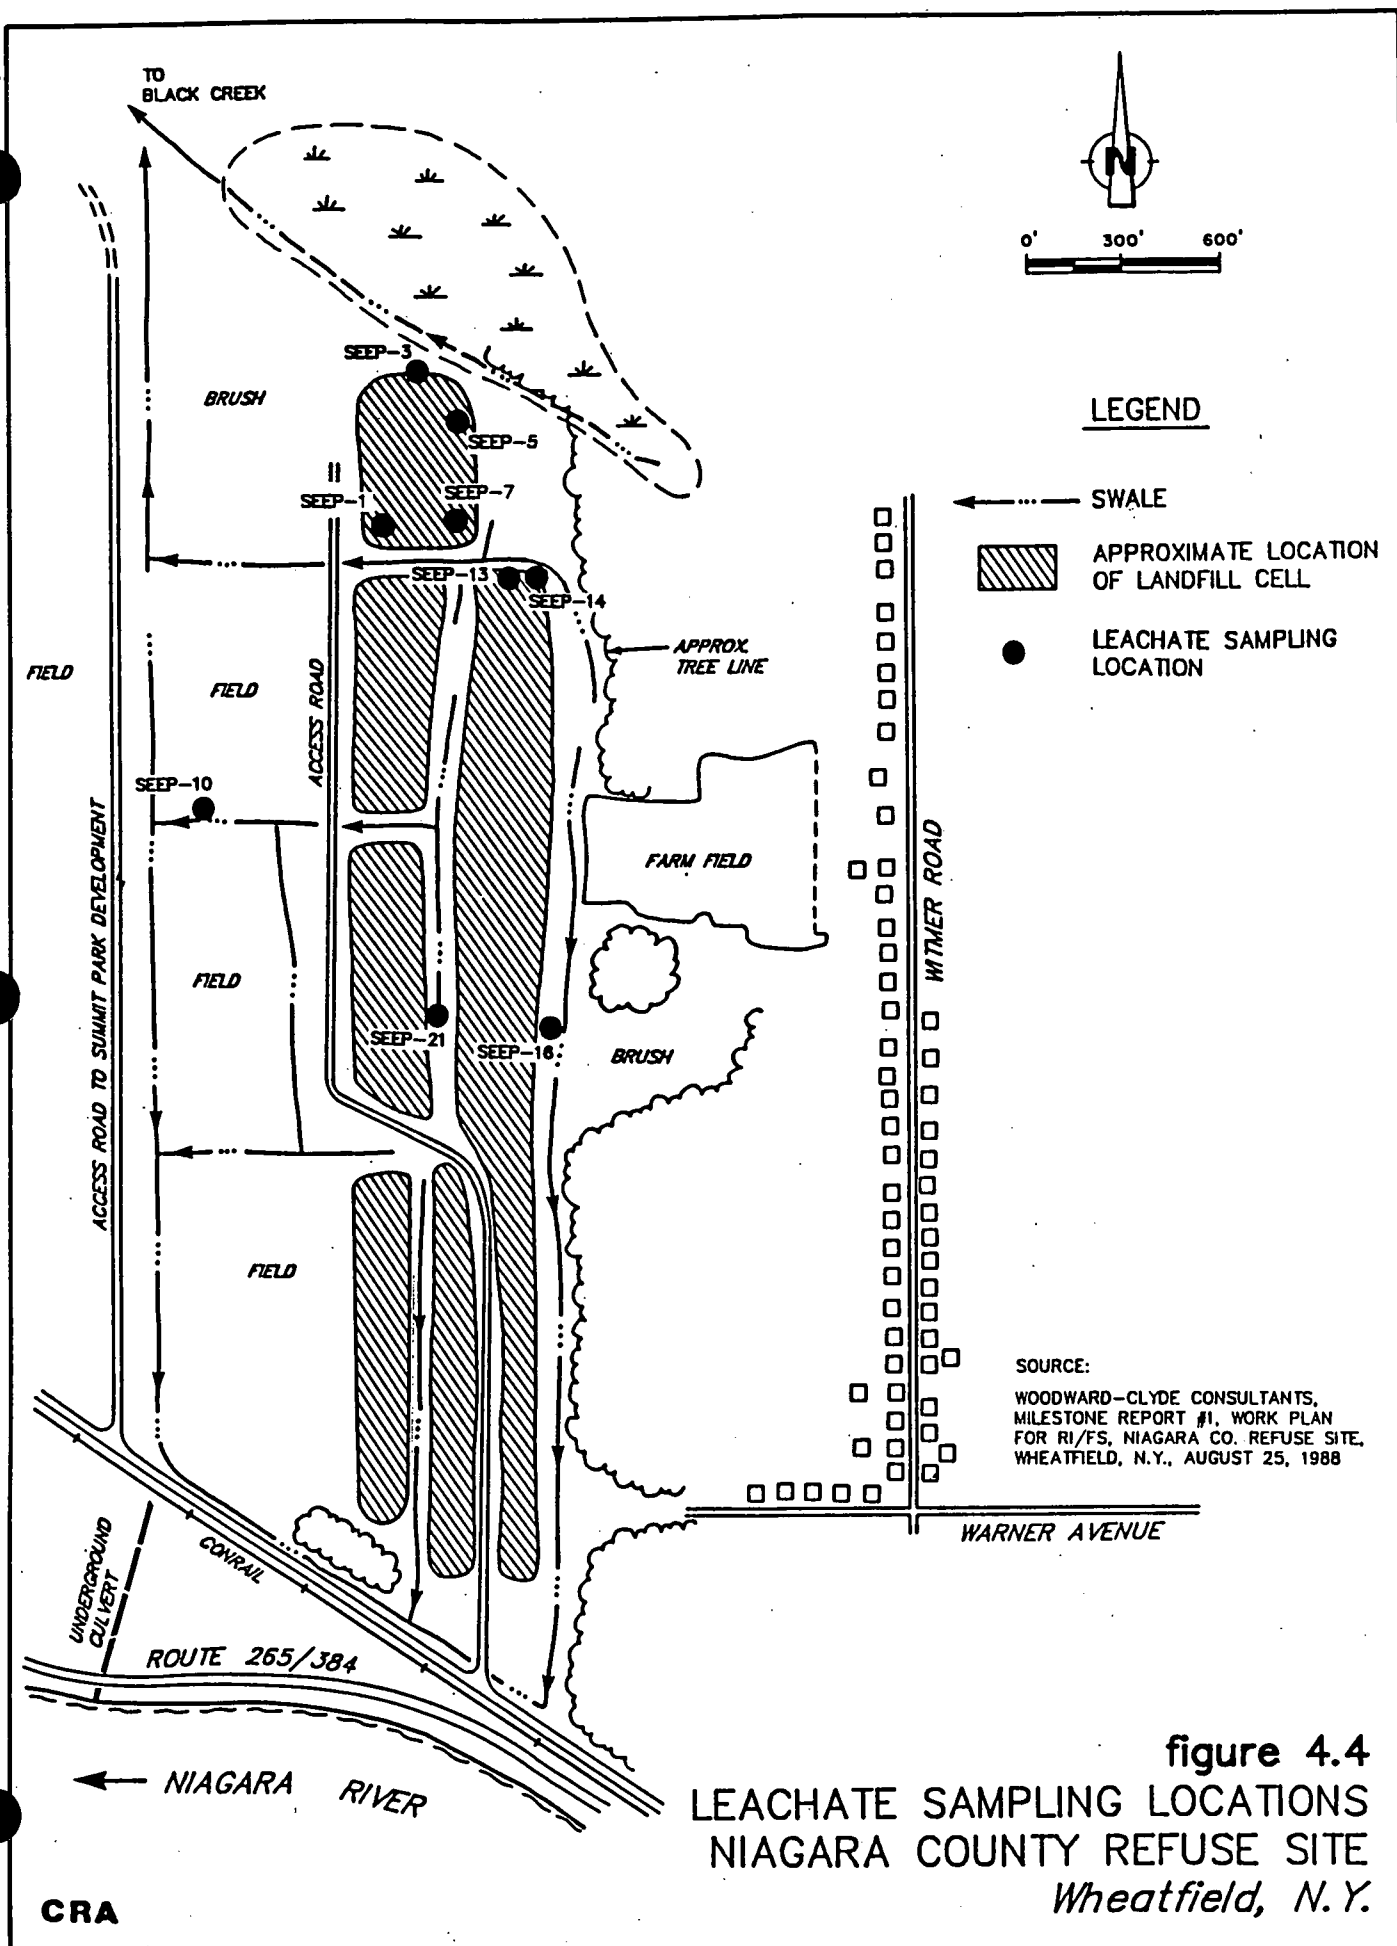 TO
BLACK CREEK
N
0' 300' 600'
SEEP-3
BRUSH
SEEP-5
LEGEND
SEEP-1
SEEP-7
SWALE
APPROXIMATE LOCATION
OF LANDFILL CELL
SEEP-13
SEEP-14
LEACHATE SAMPLING
LOCATION
APPROX.
TREE LINE
FIELD
FIELD
ACCESS ROAD
SEEP-10
ACCESS ROAD TO SUMMIT PARK DEVELOPMENT
FARM FIELD
WITMER ROAD
FIELD
SEEP-21
SEEP-16
BRUSH
FIELD
SOURCE:
WOODWARD-CLYDE CONSULTANTS,
MILESTONE REPORT #1, WORK PLAN
FOR RI/FS, NIAGARA CO. REFUSE SITE,
WHEATFIELD, N.Y., AUGUST 25, 1988
WARNER AVENUE
UNDERGROUND
CULVERT
CONRAIL
ROUTE 265/384
NIAGARA RIVER
figure 4.4
LEACHATE SAMPLING LOCATIONS
NIAGARA COUNTY REFUSE SITE
Wheatfield, N.Y.
CRA